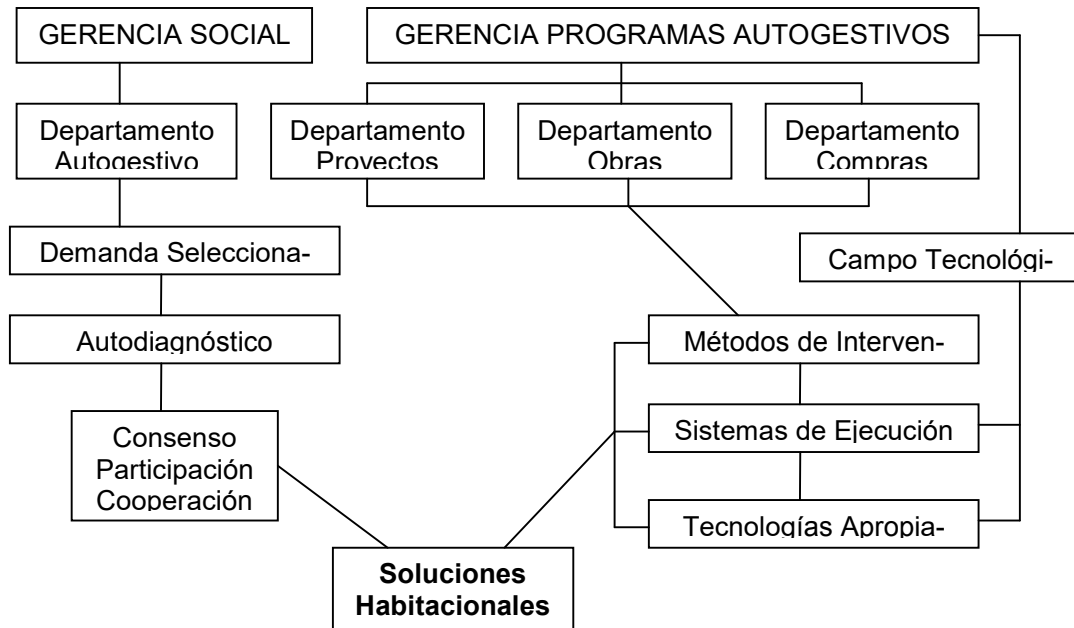 GERENCIA SOCIAL
GERENCIA PROGRAMAS AUTOGESTIVOS
Departamento
Autogestivo
Departamento
Proyectos
Departamento
Obras
Departamento
Compras
Demanda Selecciona-
Campo Tecnológi-
Autodiagnóstico
Métodos de Interven-
Consenso
Participación
Cooperación
Sistemas de Ejecución
Tecnologías Apropia-
Soluciones
Habitacionales